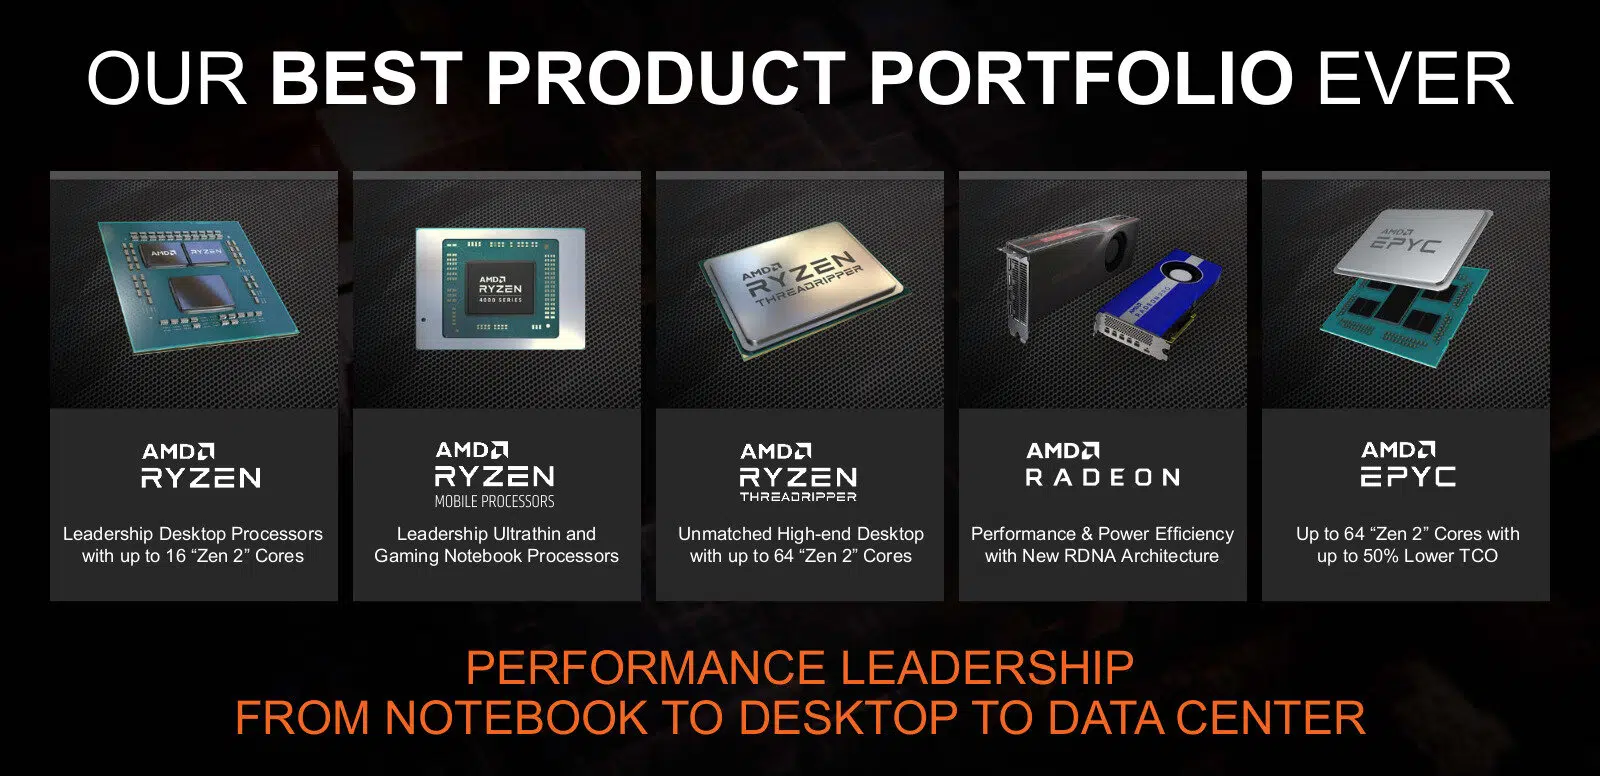 OUR BEST PRODUCT PORTFOLIO EVER
AMD RYZEN
AMD
RYZEN
4000 SERIES
AMD
RYZEN
THREADRIPPER
AMD
EPYC
AMD
RYZEN
Leadership Desktop Processors
with up to 16 “Zen 2” Cores
AMD
RYZEN
MOBILE PROCESSORS
Leadership Ultrathin and
Gaming Notebook Processors
AMD
RYZEN
THREADRIPPER
Unmatched High-end Desktop
with up to 64 “Zen 2” Cores
AMD
RADEON
Performance & Power Efficiency
with New RDNA Architecture
AMD
EPYC
Up to 64 “Zen 2” Cores with
up to 50% Lower TCO
PERFORMANCE LEADERSHIP
FROM NOTEBOOK TO DESKTOP TO DATA CENTER